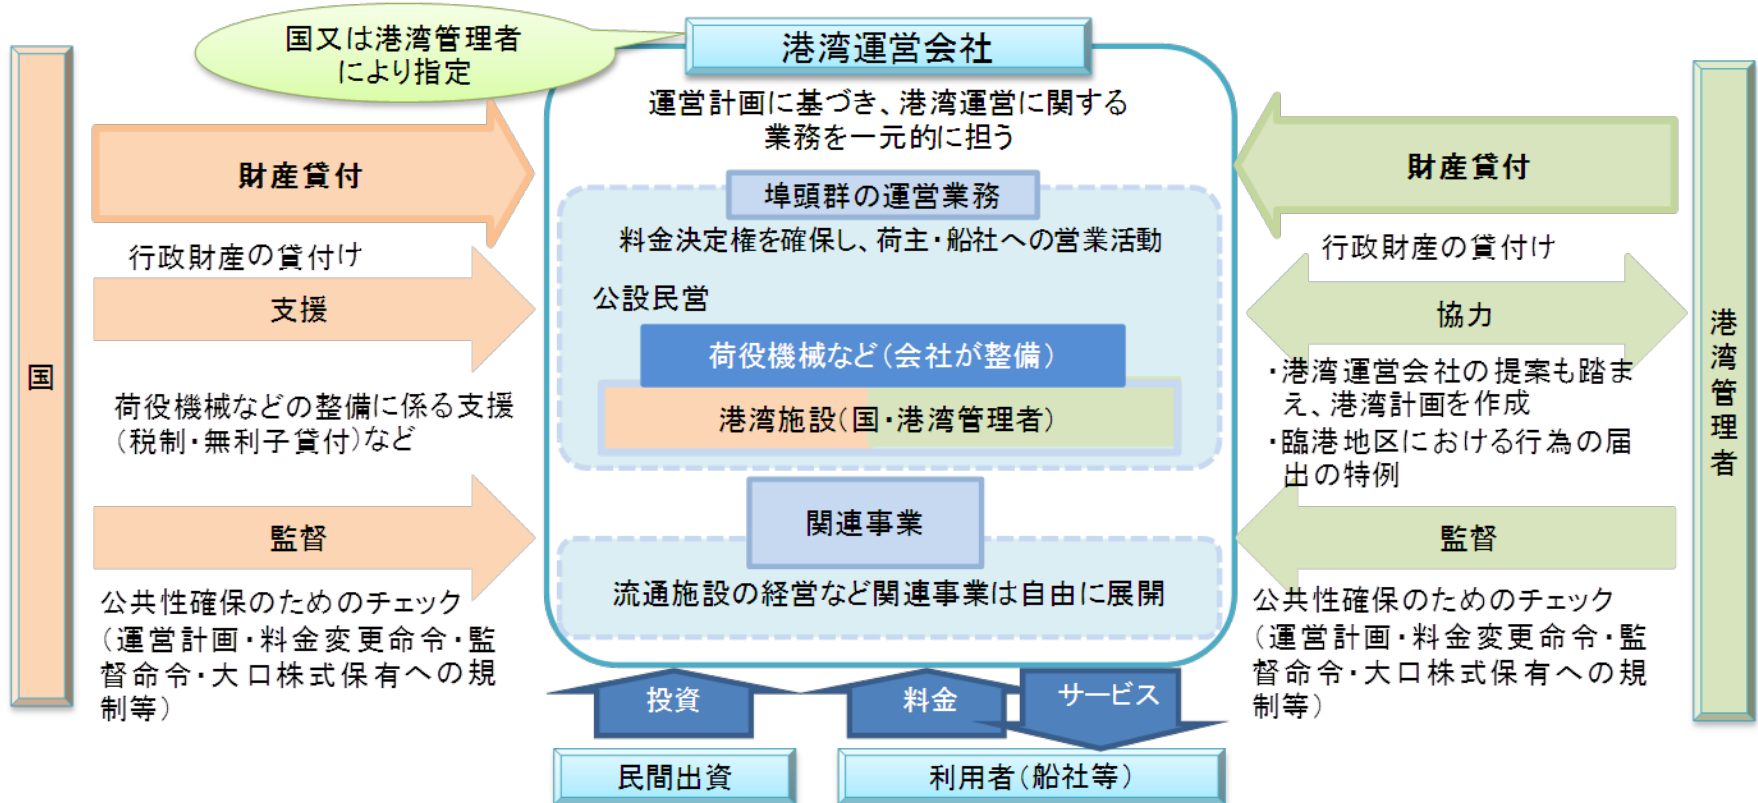 国又は港湾管理者
により指定
港湾運営会社
運営計画に基づき、港湾運営に関する
業務を一元的に担う
国
財産貸付
行政財産の貸付け
支援
荷役機械などの整備に係る支援
（税制・無利子貸付）など
監督
公共性確保のためのチェック
（運営計画・料金変更命令・監
督命令・大口株式保有への規
制等）
埠頭群の運営業務
料金決定権を確保し、荷主・船社への営業活動
公設民営
荷役機械など（会社が整備）
港湾施設（国・港湾管理者）
関連事業
流通施設の経営など関連事業は自由に展開
財産貸付
行政財産の貸付け
協力
・港湾運営会社の提案も踏ま
え、港湾計画を作成
・臨港地区における行為の届
出の特例
監督
公共性確保のためのチェック
（運営計画・料金変更命令・監
督命令・大口株式保有への規
制等）
港湾管理者
投資
料金
サービス
民間出資
利用者（船社等）